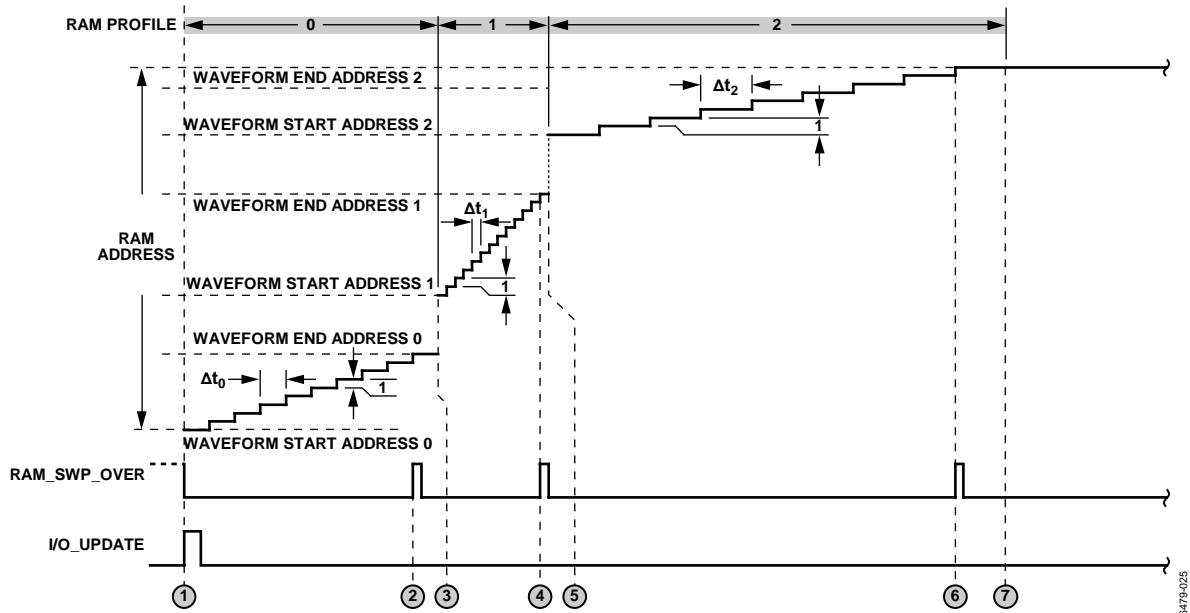 RAM PROFILE 0 1 2
WAVEFORM END ADDRESS 2
Δt2
WAVEFORM START ADDRESS 2
1
WAVEFORM END ADDRESS 1
Δt1
RAM ADDRESS
WAVEFORM START ADDRESS 1
1
WAVEFORM END ADDRESS 0
Δt0
1
WAVEFORM START ADDRESS 0
RAM_SWP_OVER
I/O_UPDATE
1 2 3 4 5 6 7